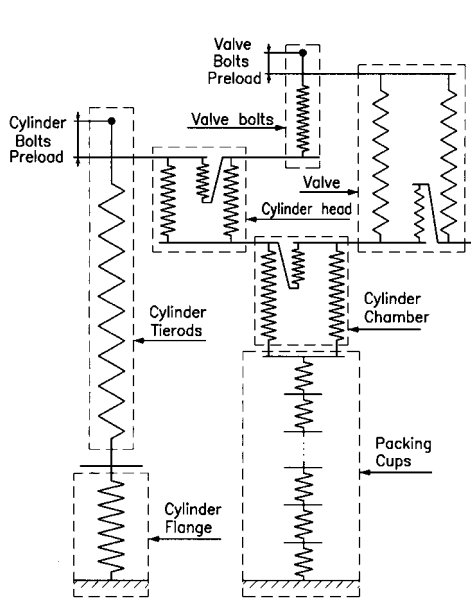 Valve
Bolts
Preload
Cylinder
Bolts
Preload
Valve bolts
Valve
Cylinder head
Cylinder
Tierods
Cylinder
Chamber
Packing
Cups
Cylinder
Flange